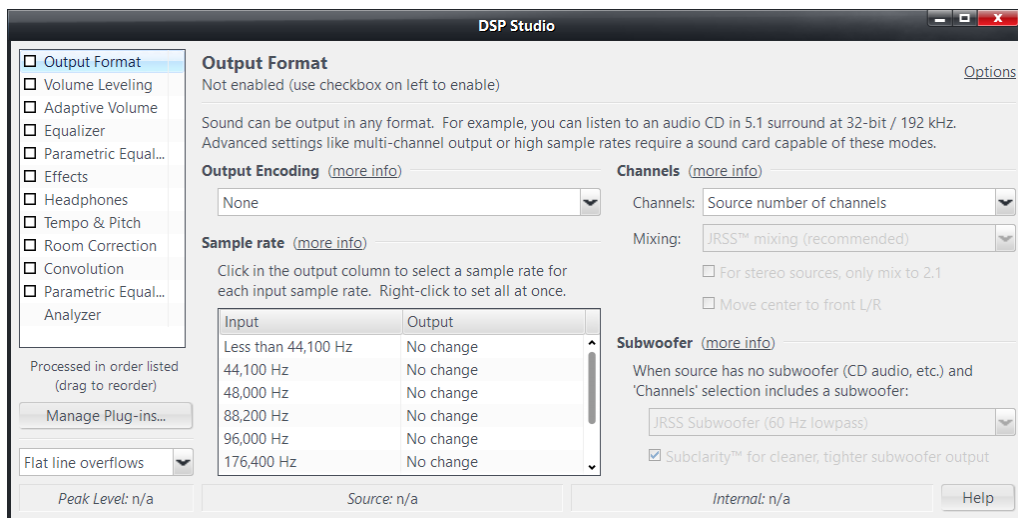 DSP Studio
Output Format
Volume Leveling
Adaptive Volume
Equalizer
Parametric Equal...
Effects
Headphones
Tempo & Pitch
Room Correction
Convolution
Parametric Equal...
Analyzer
Processed in order listed
(drag to reorder)
Manage Plug-ins...
Flat line overflows
Output Format
Not enabled (use checkbox on left to enable)
Options
Sound can be output in any format.  For example, you can listen to an audio CD in 5.1 surround at 32-bit / 192 kHz.
Advanced settings like multi-channel output or high sample rates require a sound card capable of these modes.
Output Encoding (more info)
None
Sample rate (more info)
Click in the output column to select a sample rate for
each input sample rate.  Right-click to set all at once.
Input Output
Less than 44,100 Hz No change
44,100 Hz No change
48,000 Hz No change
88,200 Hz No change
96,000 Hz No change
176,400 Hz No change
Channels (more info)
Channels: Source number of channels
Mixing: JRSS™ mixing (recommended)
For stereo sources, only mix to 2.1
Move center to front L/R
Subwoofer (more info)
When source has no subwoofer (CD audio, etc.) and
'Channels' selection includes a subwoofer:
JRSS Subwoofer (60 Hz lowpass)
Subclarity™ for cleaner, tighter subwoofer output
Peak Level: n/a
Source: n/a
Internal: n/a
Help